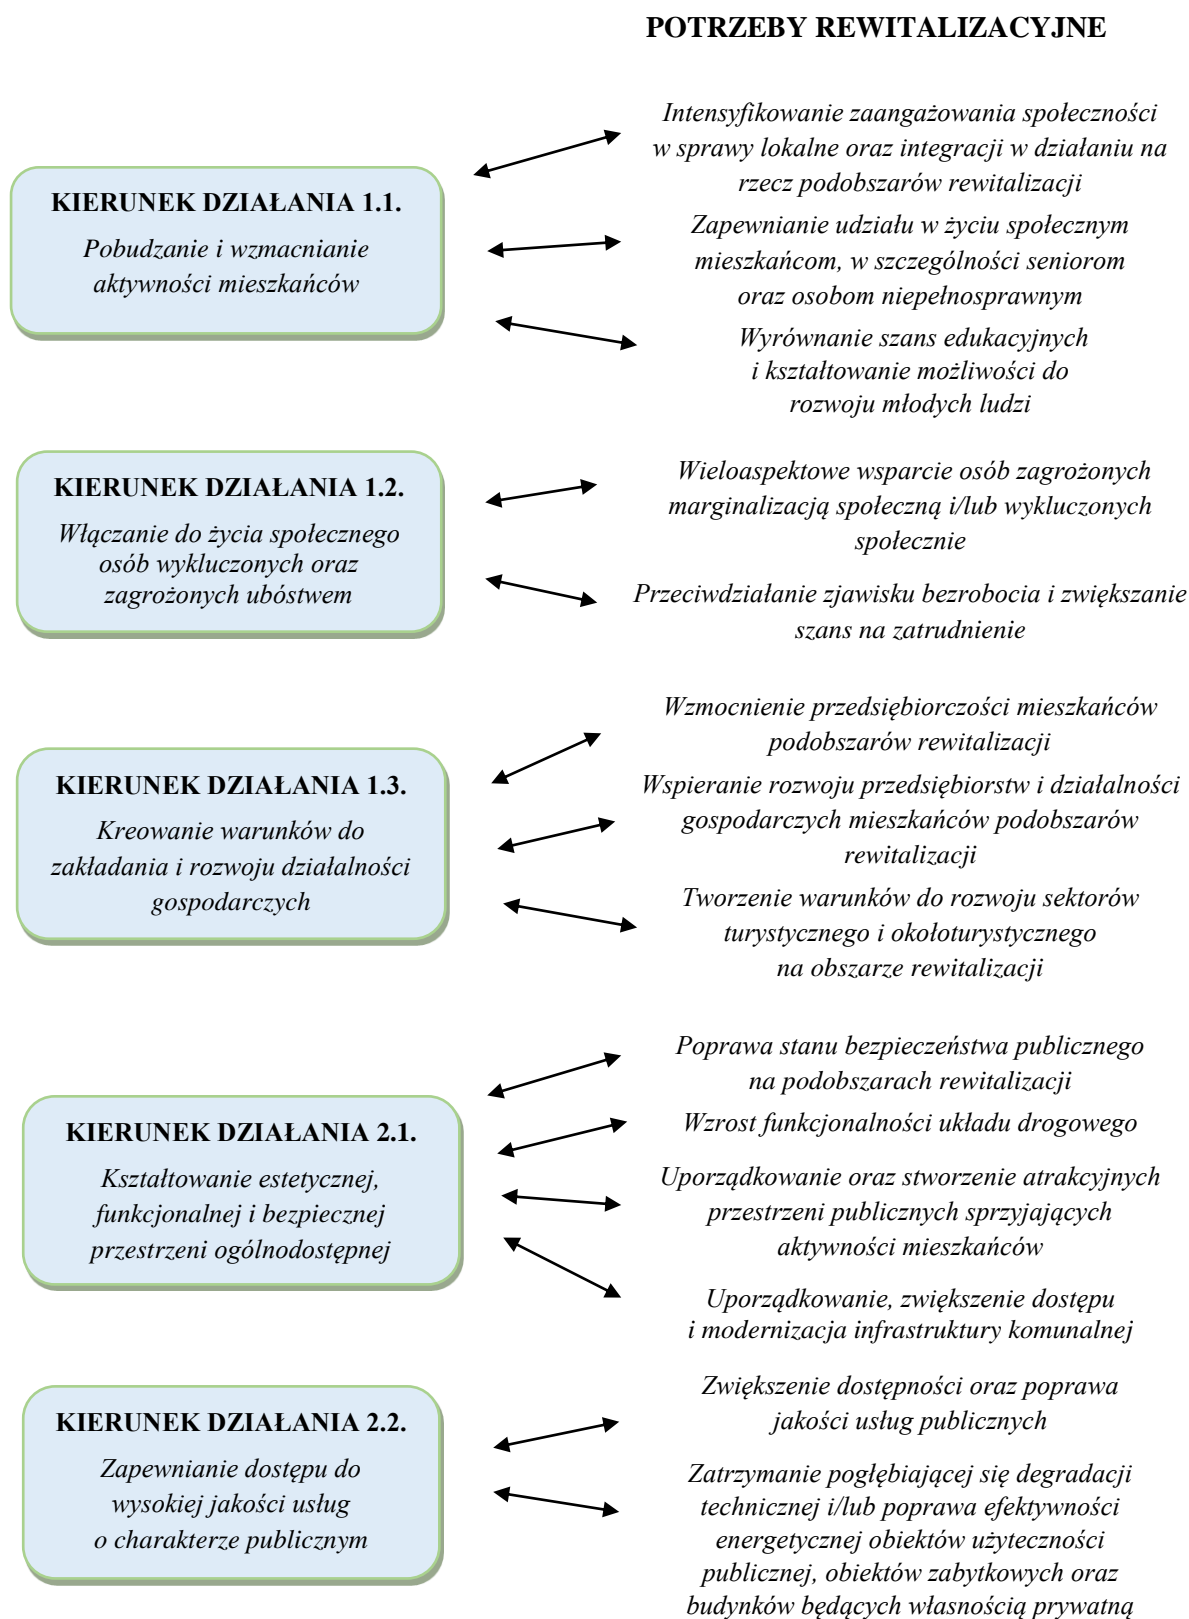 POTRZEBY REWITALIZACYJNE
KIERUNEK DZIAŁANIA 1.1.
Pobudzanie i wzmacnianie
aktywności mieszkańców
Intensyfikowanie zaangażowania społeczności
w sprawy lokalne oraz integracji w działaniu na
rzecz podobszarów rewitalizacji
Zapewnianie udziału w życiu społecznym
mieszkańcom, w szczególności seniorom
oraz osobom niepełnosprawnym
Wyrównanie szans edukacyjnych
i kształtowanie możliwości do
rozwoju młodych ludzi
KIERUNEK DZIAŁANIA 1.2.
Włączanie do życia społecznego
osób wykluczonych oraz
zagrożonych ubóstwem
Wieloaspektowe wsparcie osób zagrożonych
marginalizacją społeczną i/lub wykluczonych
społecznie
Przeciwdziałanie zjawisku bezrobocia i zwiększanie
szans na zatrudnienie
KIERUNEK DZIAŁANIA 1.3.
Kreowanie warunków do
zakładania i rozwoju działalności
gospodarczych
Wzmocnienie przedsiębiorczości mieszkańców
podobszarów rewitalizacji
Wspieranie rozwoju przedsiębiorstw i działalności
gospodarczych mieszkańców podobszarów
rewitalizacji
Tworzenie warunków do rozwoju sektorów
turystycznego i okołoturystycznego
na obszarze rewitalizacji
KIERUNEK DZIAŁANIA 2.1.
Kształtowanie estetycznej,
funkcjonalnej i bezpiecznej
przestrzeni ogólnodostępnej
Poprawa stanu bezpieczeństwa publicznego
na podobszarach rewitalizacji
Wzrost funkcjonalności układu drogowego
Uporządkowanie oraz stworzenie atrakcyjnych
przestrzeni publicznych sprzyjających
aktywności mieszkańców
Uporządkowanie, zwiększenie dostępu
i modernizacja infrastruktury komunalnej
KIERUNEK DZIAŁANIA 2.2.
Zapewnianie dostępu do
wysokiej jakości usług
o charakterze publicznym
Zwiększenie dostępności oraz poprawa
jakości usług publicznych
Zatrzymanie pogłębiającej się degradacji
technicznej i/lub poprawa efektywności
energetycznej obiektów użyteczności
publicznej, obiektów zabytkowych oraz
budynków będących własnością prywatną